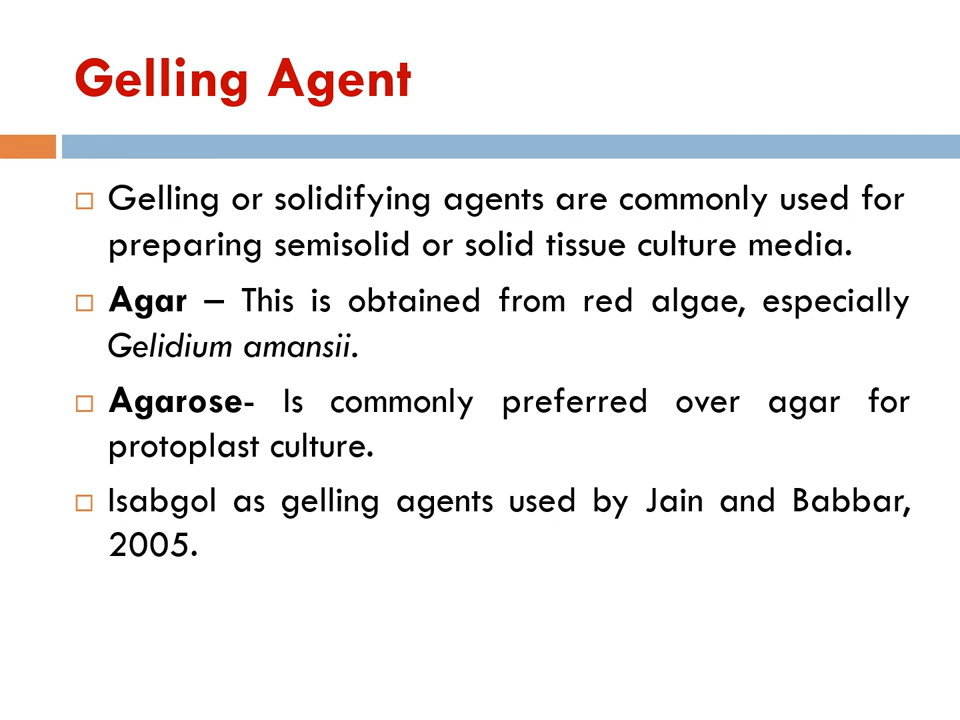 Gelling Agent
Gelling or solidifying agents are commonly used for
preparing semisolid or solid tissue culture media.
Agar – This is obtained from red algae, especially
Gelidium amansii.
Agarose- Is commonly preferred over agar for
protoplast culture.
Isabgol as gelling agents used by Jain and Babbar,
2005.